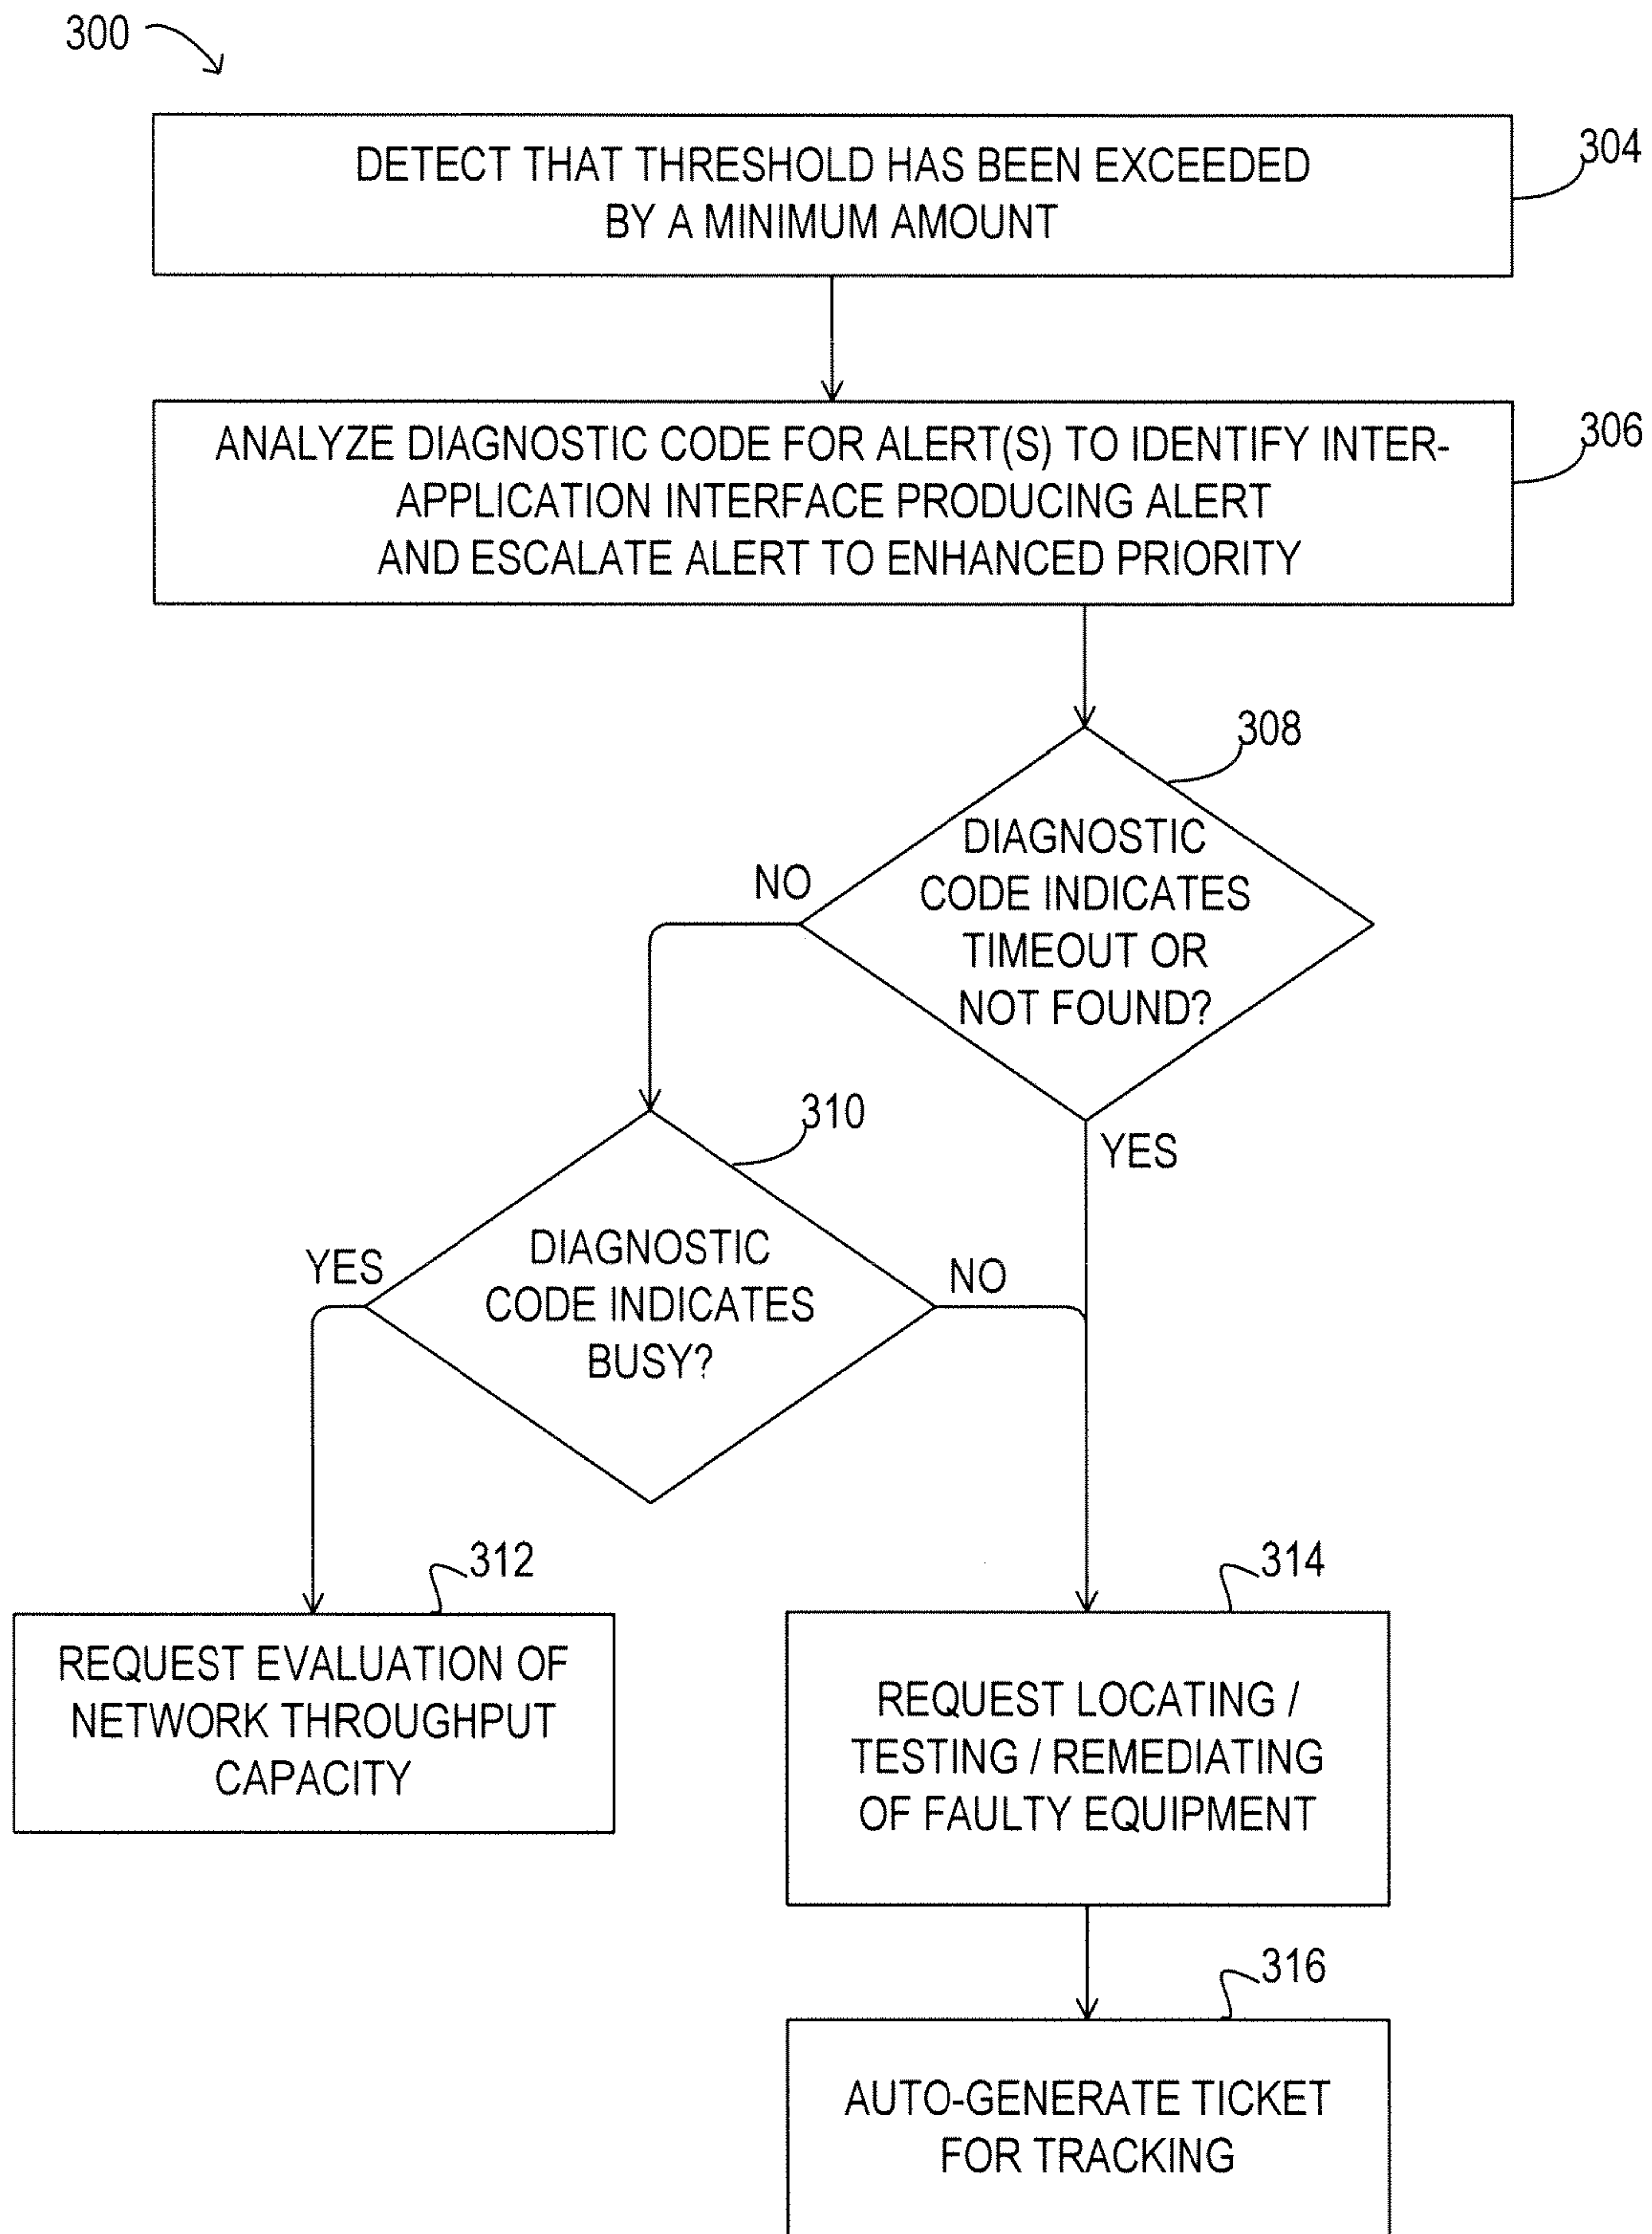 300
DETECT THAT THRESHOLD HAS BEEN EXCEEDED
BY A MINIMUM AMOUNT
304
ANALYZE DIAGNOSTIC CODE FOR ALERT(S) TO IDENTIFY INTER-
APPLICATION INTERFACE PRODUCING ALERT
AND ESCALATE ALERT TO ENHANCED PRIORITY
306
308
DIAGNOSTIC
CODE INDICATES
TIMEOUT OR
NOT FOUND?
NO
YES
310
DIAGNOSTIC
CODE INDICATES
BUSY?
YES
NO
312
REQUEST EVALUATION OF
NETWORK THROUGHPUT
CAPACITY
314
REQUEST LOCATING /
TESTING / REMEDIATING
OF FAULTY EQUIPMENT
316
AUTO-GENERATE TICKET
FOR TRACKING